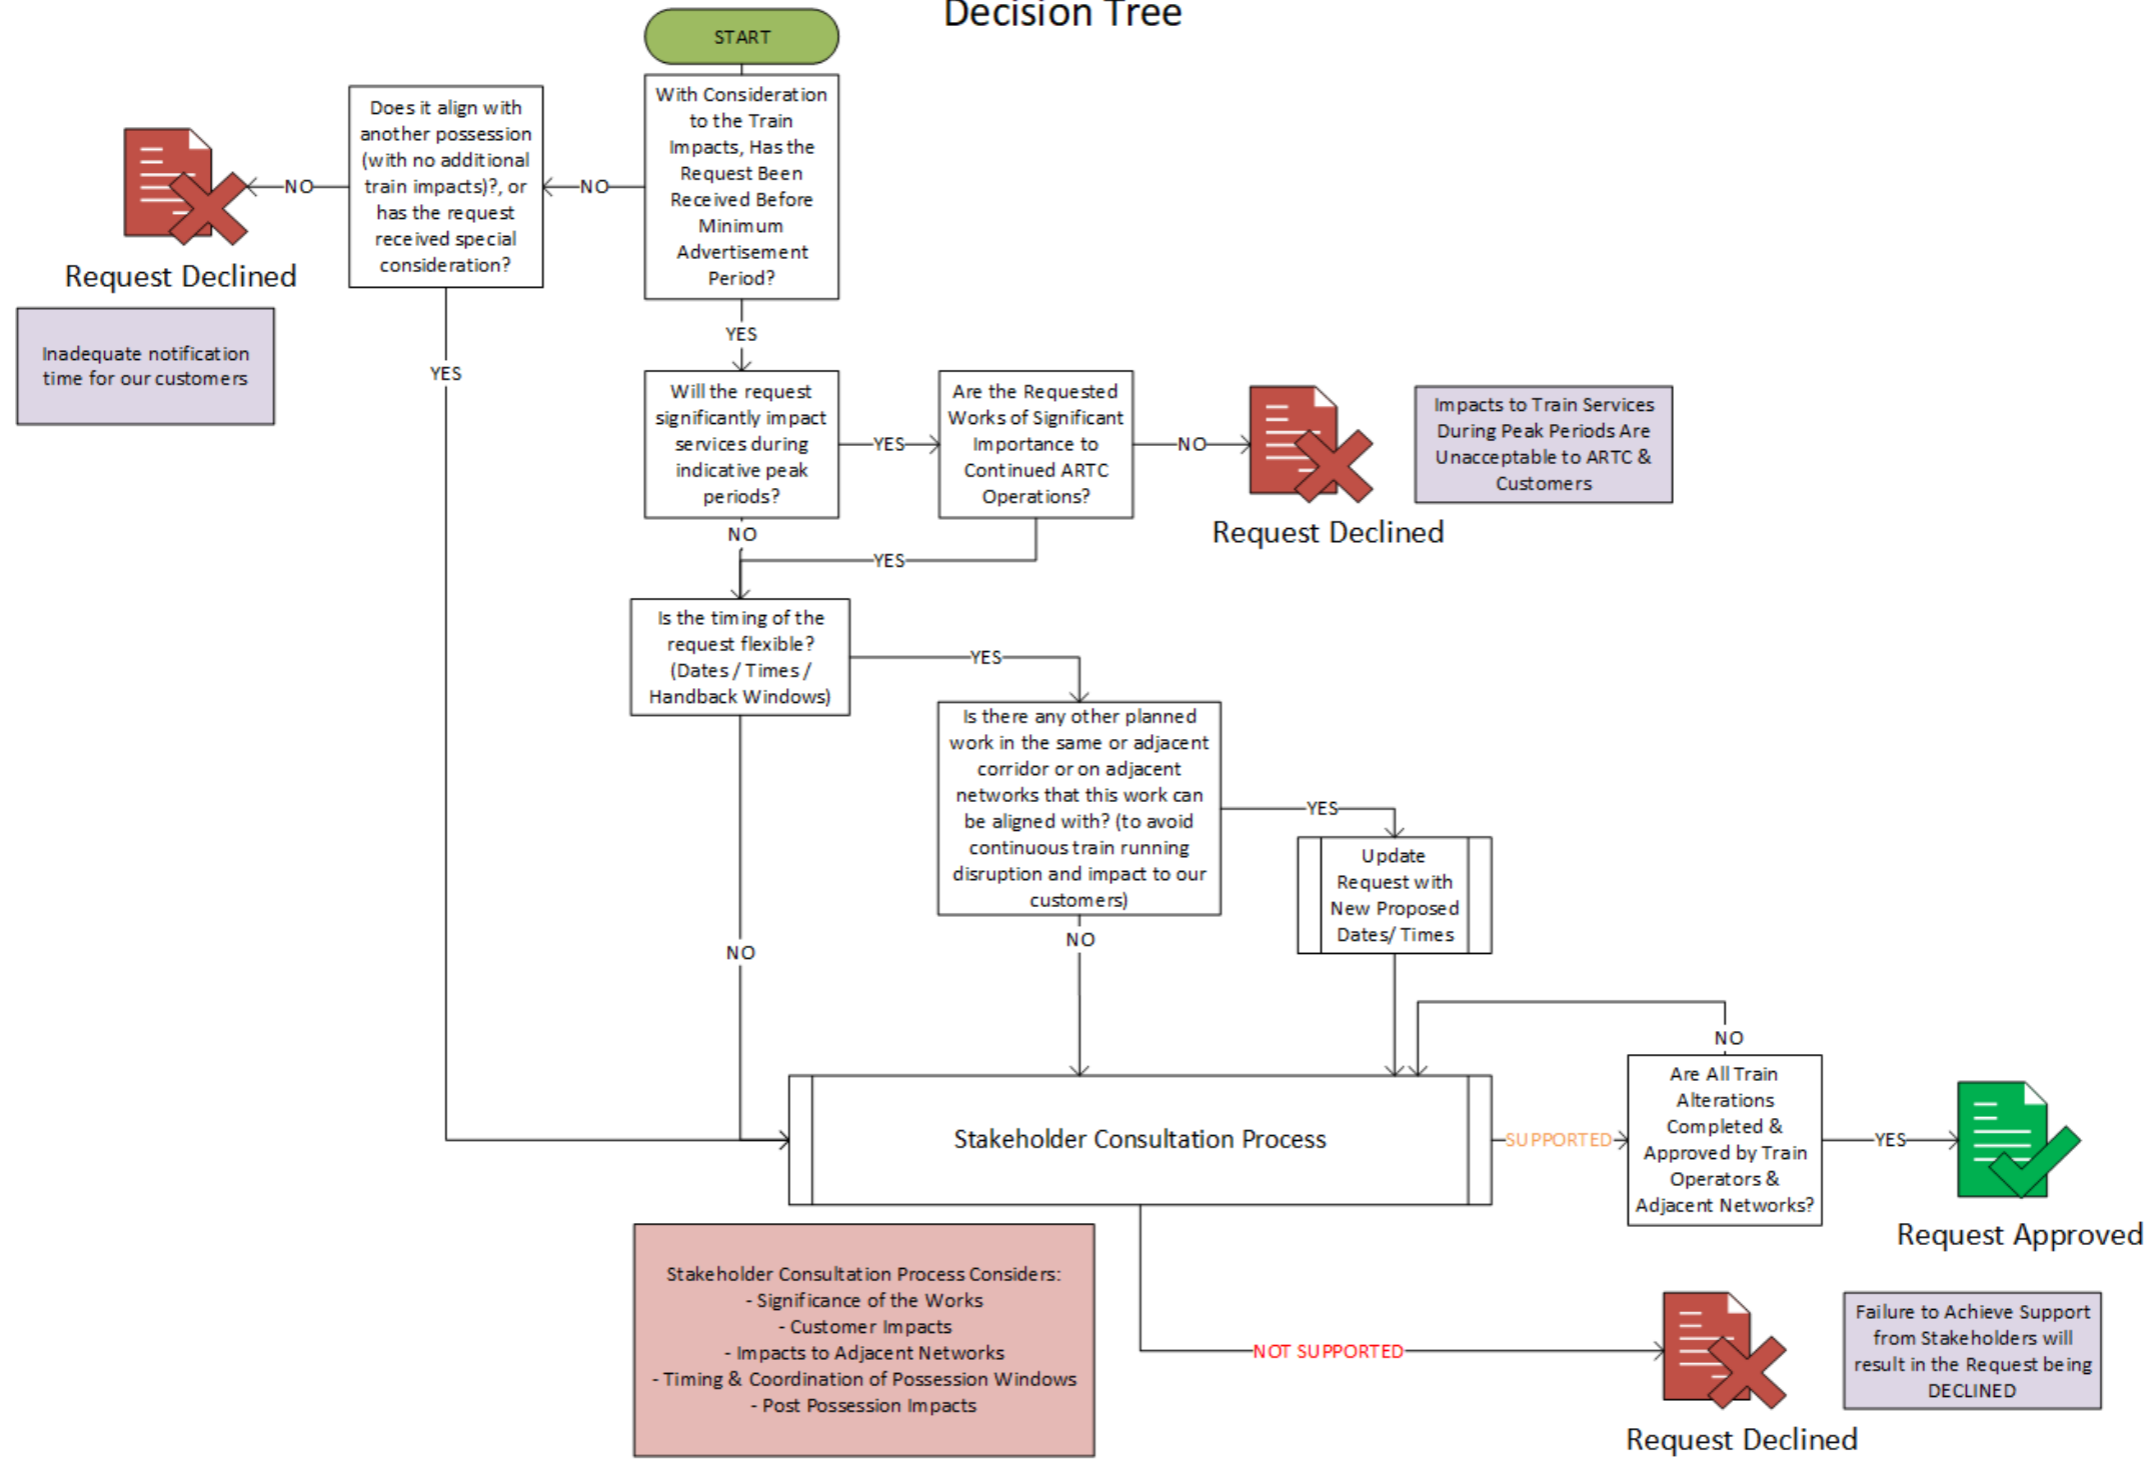 Decision Tree
START
With Consideration
to the Train
Impacts, Has the
Request Been
Received Before
Minimum
Advertisement
Period?
NO
Does it align with
another possession
(with no additional
train impacts)?, or
has the request
received special
consideration?
NO
Request Declined
Inadequate notification
time for our customers
YES
YES
Will the request
significantly impact
services during
indicative peak
periods?
YES
Are the Requested
Works of Significant
Importance to
Continued ARTC
Operations?
NO
Request Declined
Impacts to Train Services
During Peak Periods Are
Unacceptable to ARTC &
Customers
NO
YES
Is the timing of the
request flexible?
(Dates / Times /
Handback Windows)
YES
Is there any other planned
work in the same or adjacent
corridor or on adjacent
networks that this work can
be aligned with? (to avoid
continuous train running
disruption and impact to our
customers)
YES
Update
Request with
New Proposed
Dates/ Times
NO
NO
NO
Stakeholder Consultation Process
SUPPORTED
Are All Train
Alterations
Completed &
Approved by Train
Operators &
Adjacent Networks?
YES
Request Approved
Stakeholder Consultation Process Considers:
- Significance of the Works
- Customer Impacts
- Impacts to Adjacent Networks
- Timing & Coordination of Possession Windows
- Post Possession Impacts
NOT SUPPORTED
Request Declined
Failure to Achieve Support
from Stakeholders will
result in the Request being
DECLINED